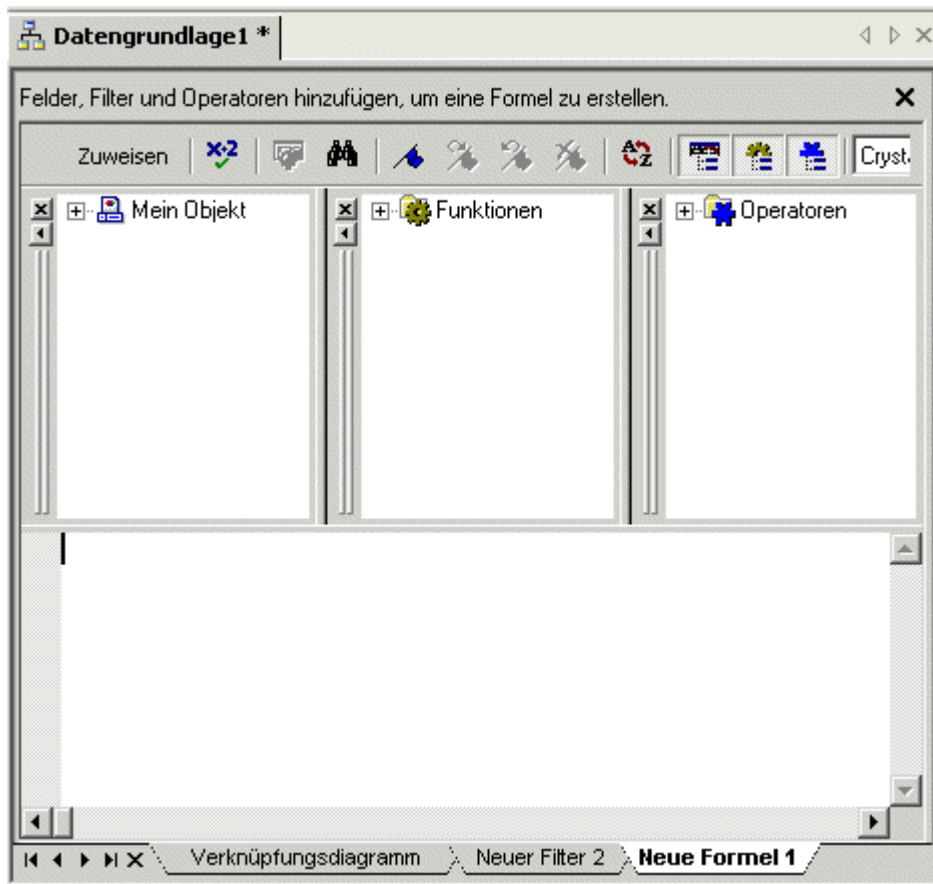 Datengrundlage1 *
Felder, Filter und Operatoren hinzufügen, um eine Formel zu erstellen.
Zuweisen
Cryst
Mein Objekt
Funktionen
Operatoren
Verknüpfungsdiagramm
Neuer Filter 2
Neue Formel 1